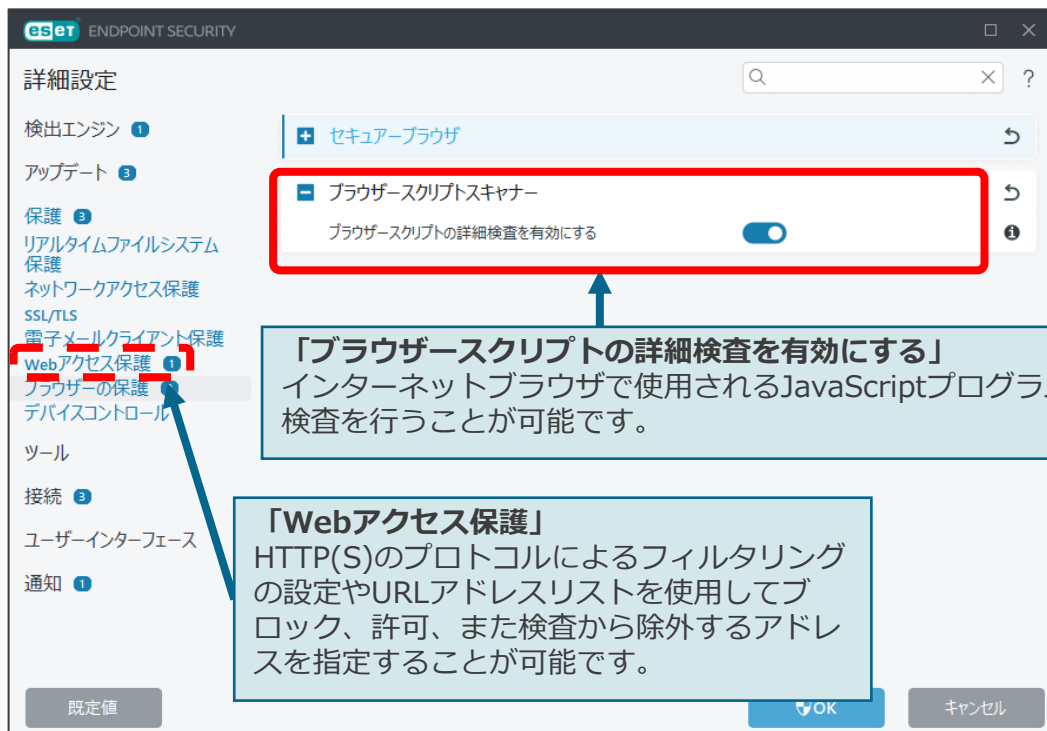 eset ENDPOINT SECURITY
詳細設定
?
検出エンジン 1
アップデート 3
保護 3
リアルタイムファイルシステム
保護
ネットワークアクセス保護
SSL/TLS
電子メールクライアント保護
Webアクセス保護 1
ブラウザーの保護
デバイスコントロール
ツール
接続 3
ユーザーインターフェース
通知 1
セキュアーブラウザ
ブラウザースクリプトスキャナー
ブラウザースクリプトの詳細検査を有効にする
「ブラウザースクリプトの詳細検査を有効にする」
インターネットブラウザで使用されるJavaScriptプログラ
検査を行うことが可能です。
「Webアクセス保護」
HTTP(S)のプロトコルによるフィルタリング
の設定やURLアドレスリストを使用してブ
ロック、許可、また検査から除外するアドレ
スを指定することが可能です。
既定値
OK
キャンセル